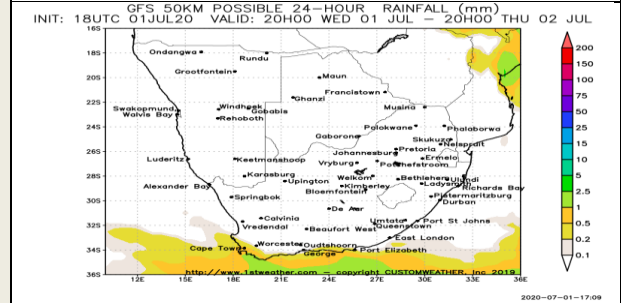 GFS 50KM POSSIBLE 24-HOUR RAINFALL (mm)
INIT: 18UTC 01JUL20 VALID: 20H00 WED 01 JUL – 20H00 THU 02 JUL
16S
18S
20S
22S
24S
26S
28S
30S
32S
34S
36S
12E
15E
18E
21E
24E
27E
30E
33E
36E
Ondangwa
Rundu
Grootfontein
Maun
Francistown
Ghanzi
Swakopmund
Walvis Bay
Windhoek
Gobabis
Rehoboth
Musina
Polokwane
Phalaborwa
Gaborone
Skukuza
Nelspruit
Johannesburg
Pretoria
Luderitz
Keetmanshoop
Vryburg
Potchefstroom
Ermelo
Karasburg
Upington
Welkom
Bethlehem
Ulundi
Kimberley
Ladysmith
Richards Bay
Alexander Bay
Bloemfontein
Springbok
Pietermaritzburg
Durban
De Aar
Calvinia
Vredendal
Umtata
Port St Johns
Queenstown
Beaufort West
East London
Cape Town
Worcester
Oudtshoorn
George
Port Elizabeth
http://www.1stweather.com – copyright CUSTOMWEATHER, Inc 2019
200
150
100
75
50
25
15
10
5
2.5
1
0.5
0.2
0.1
2020-07-01-17:09